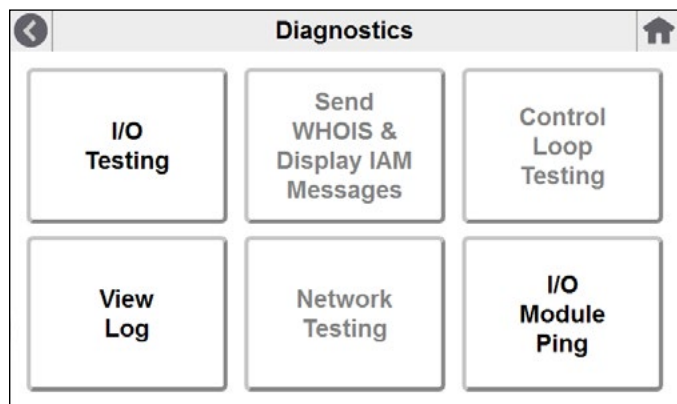 Diagnostics
I/O
Testing
Send
WHOIS &
Display IAM
Messages
Control
Loop
Testing
View
Log
Network
Testing
I/O
Module
Ping